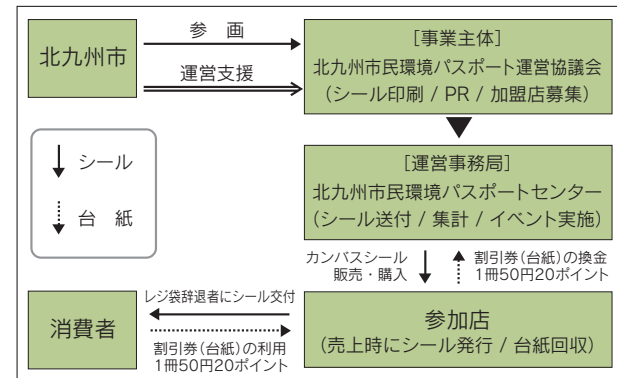 北九州市
参 画
運営支援
[事業主体]
北九州市民環境パスポート運営協議会
(シール印刷 / PR / 加盟店募集)
シール
台 紙
[運営事務局]
北九州市民環境パスポートセンター
(シール送付 / 集計 / イベント実施)
カンバスシール
販売・購入
割引券(台紙)の換金
1冊50円20ポイント
消費者
レジ袋辞退者にシール交付
割引券(台紙)の利用
1冊50円20ポイント
参加店
(売上時にシール発行 / 台紙回収)